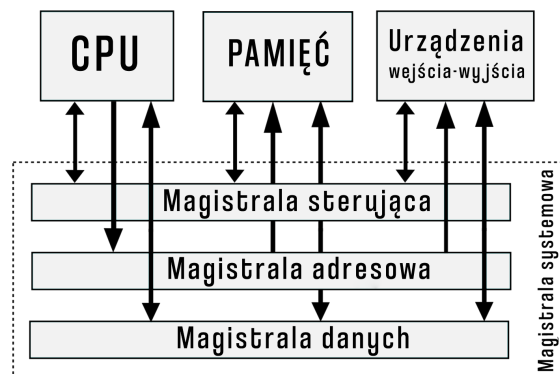 CPU
PAMIĘĆ
Urządzenia
wejścia-wyjścia
Magistrala sterująca
Magistrala adresowa
Magistrala danych
Magistrala systemowa